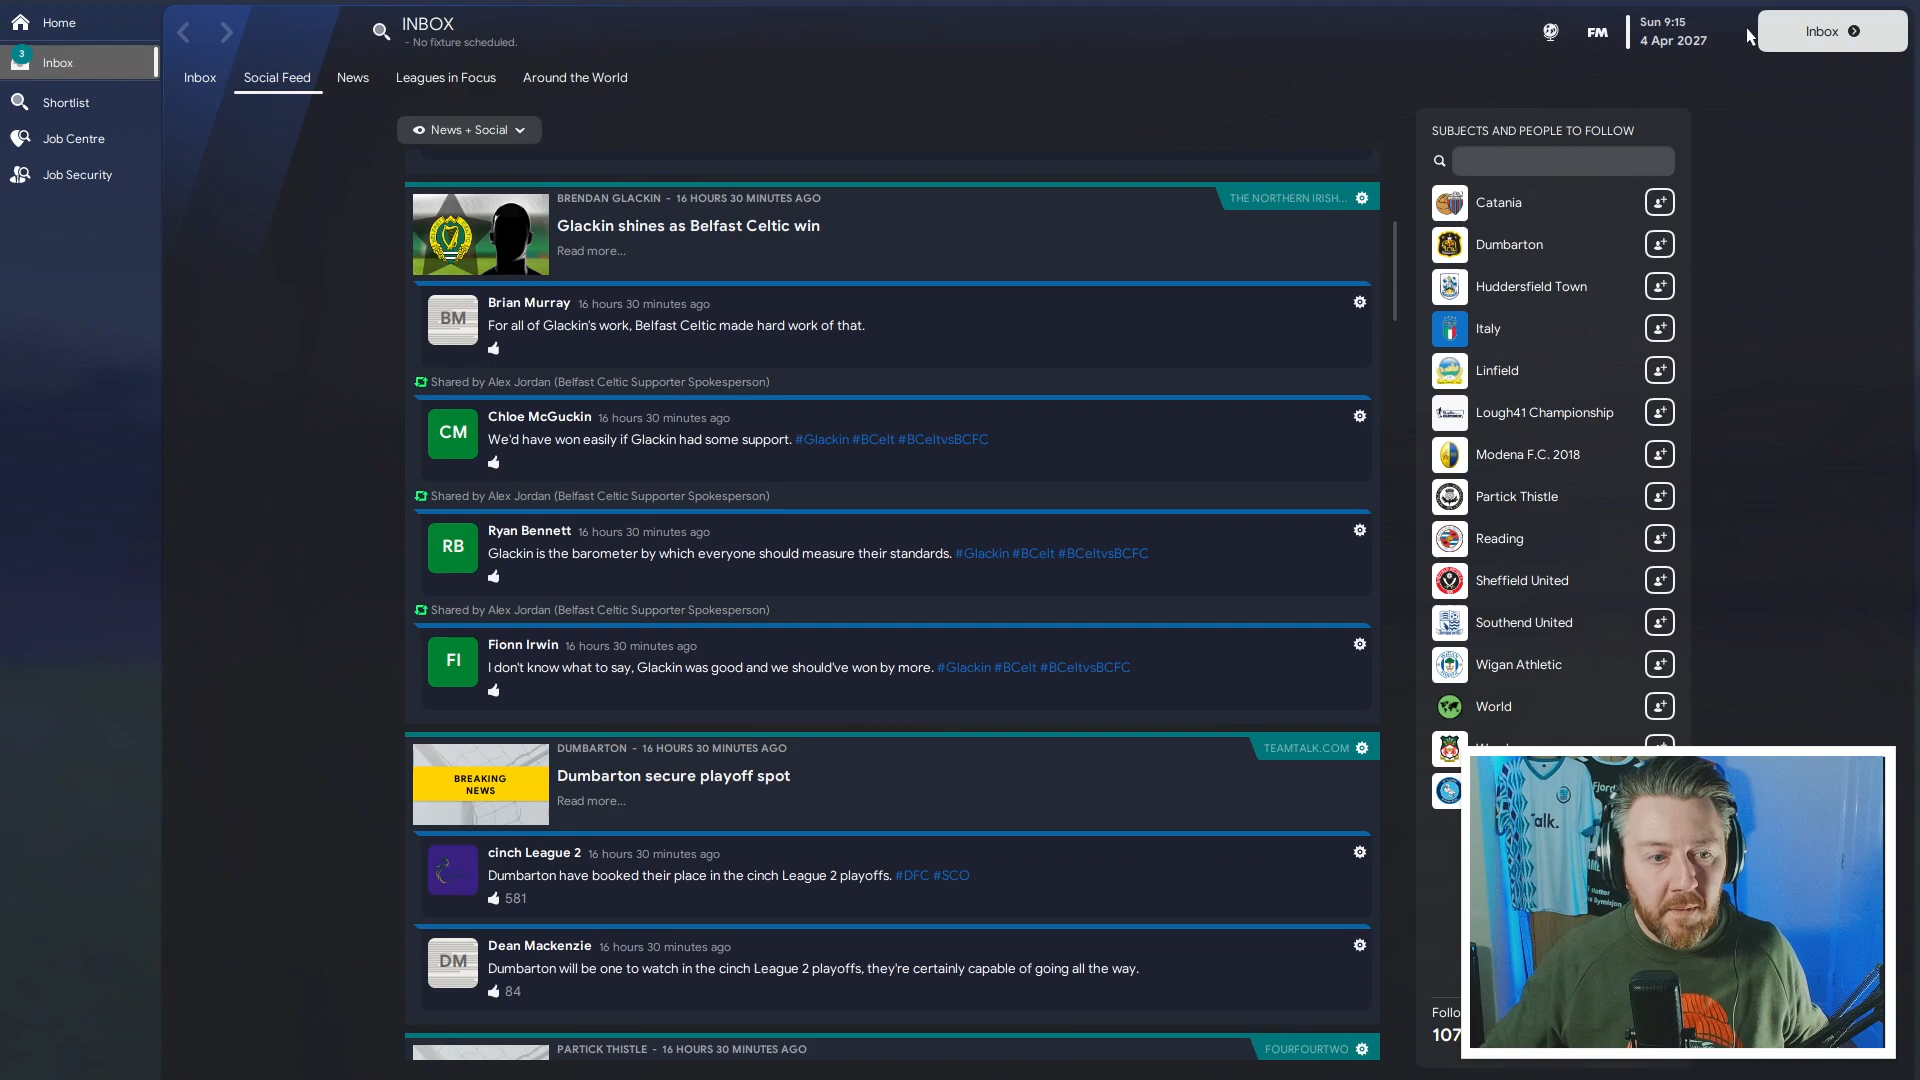 Home
3
Inbox
Shortlist
Job Centre
Job Security
INBOX
- No fixture scheduled.
FM
Sun 9:15
4 Apr 2027
Inbox
Inbox
Social Feed
News
Leagues in Focus
Around the World
News + Social
BRENDAN GLACKIN - 16 HOURS 30 MINUTES AGO
THE NORTHERN IRISH...
Glackin shines as Belfast Celtic win
Read more...
BM
Brian Murray 16 hours 30 minutes ago
For all of Glackin's work, Belfast Celtic made hard work of that.
Shared by Alex Jordan (Belfast Celtic Supporter Spokesperson)
CM
Chloe McGuckin 16 hours 30 minutes ago
We'd have won easily if Glackin had some support. #Glackin #BCelt #BCeltvsBCFC
Shared by Alex Jordan (Belfast Celtic Supporter Spokesperson)
RB
Ryan Bennett 16 hours 30 minutes ago
Glackin is the barometer by which everyone should measure their standards. #Glackin #BCelt #BCeltvsBCFC
Shared by Alex Jordan (Belfast Celtic Supporter Spokesperson)
FI
Fionn Irwin 16 hours 30 minutes ago
I don't know what to say, Glackin was good and we should've won by more. #Glackin #BCelt #BCeltvsBCFC
DUMBARTON - 16 HOURS 30 MINUTES AGO
TEAMTALK.COM
BREAKING
NEWS
Dumbarton secure playoff spot
Read more...
cinch League 2 16 hours 30 minutes ago
Dumbarton have booked their place in the cinch League 2 playoffs. #DFC #SCO
581
DM
Dean Mackenzie 16 hours 30 minutes ago
Dumbarton will be one to watch in the cinch League 2 playoffs, they're certainly capable of going all the way.
84
PARTICK THISTLE - 16 HOURS 30 MINUTES AGO
FOURFOURTWO
SUBJECTS AND PEOPLE TO FOLLOW
Catania
Dumbarton
Huddersfield Town
Italy
Linfield
Lough41 Championship
Modena F.C. 2018
Partick Thistle
Reading
Sheffield United
Southend United
Wigan Athletic
World
Follo
107
Talk.
Fjord